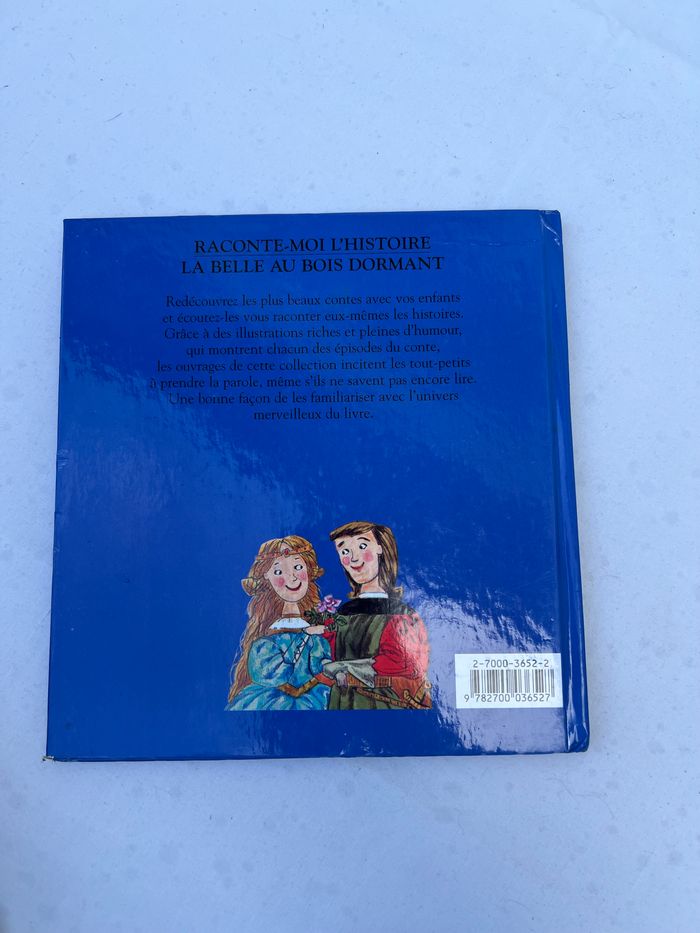 RACONTE-MOI L'HISTOIRE
LA BELLE AU BOIS DORMANT
Redécouvrez les plus beaux contes avec vos enfants
et écoutez-les vous raconter eux-mêmes les histoires.
Grâce à des illustrations riches et pleines d'humour,
qui montrent chacun des épisodes du conte,
les ouvrages de cette collection incitent les tout-petits
à prendre la parole, même s'ils ne savent pas encore lire.
Une bonne façon de les familiariser avec l'univers
merveilleux du livre.
2-7000-3652-2
9 782700 036527